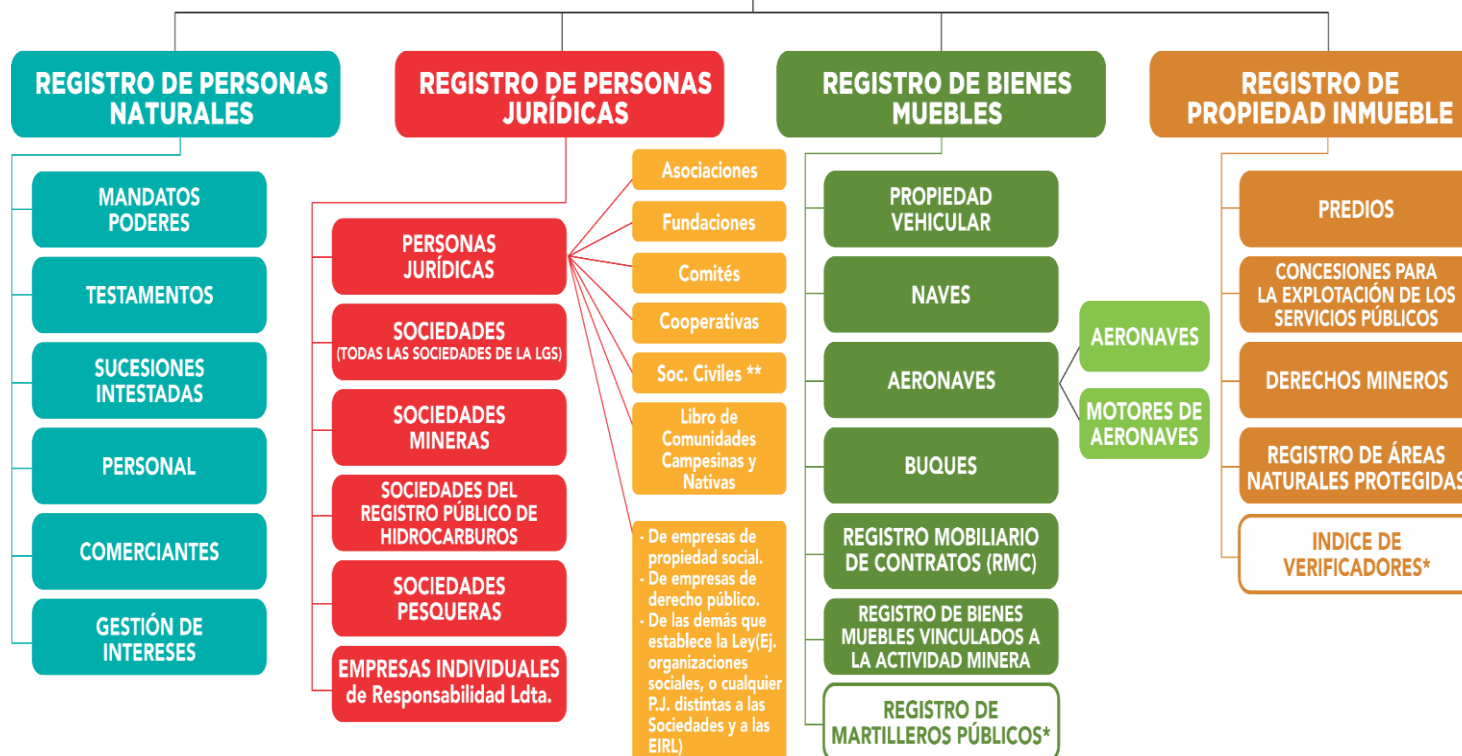 REGISTRO DE PERSONAS
NATURALES
MANDATOS
PODERES
TESTAMENTOS
SUCESIONES
INTESTADAS
PERSONAL
COMERCIANTES
GESTIÓN DE
INTERESES
REGISTRO DE PERSONAS
JURÍDICAS
PERSONAS
JURÍDICAS
SOCIEDADES
(TODAS LAS SOCIEDADES DE LA LGS)
SOCIEDADES
MINERAS
SOCIEDADES DEL
REGISTRO PÚBLICO DE
HIDROCARBUROS
SOCIEDADES
PESQUERAS
EMPRESAS INDIVIDUALES
de Responsabilidad Ldta.
Asociaciones
Fundaciones
Comités
Cooperativas
Soc. Civiles **
Libro de
Comunidades
Campesinas y
Nativas
- De empresas de
propiedad social.
- De empresas de
derecho público.
- De las demás que
establece la Ley(Ej.
organizaciones
sociales, o cualquier
P.J. distintas a las
Sociedades y a las
EIRL)
REGISTRO DE BIENES
MUEBLES
PROPIEDAD
VEHICULAR
NAVES
AERONAVES
AERONAVES
MOTORES DE
AERONAVES
BUQUES
REGISTRO MOBILIARIO
DE CONTRATOS (RMC)
REGISTRO DE BIENES
MUEBLES VINCULADOS A
LA ACTIVIDAD MINERA
REGISTRO DE
MARTILLEROS PÚBLICOS*
REGISTRO DE
PROPIEDAD INMUEBLE
PREDIOS
CONCESIONES PARA
LA EXPLOTACIÓN DE LOS
SERVICIOS PÚBLICOS
DERECHOS MINEROS
REGISTRO DE ÁREAS
NATURALES PROTEGIDAS
INDICE DE
VERIFICADORES*